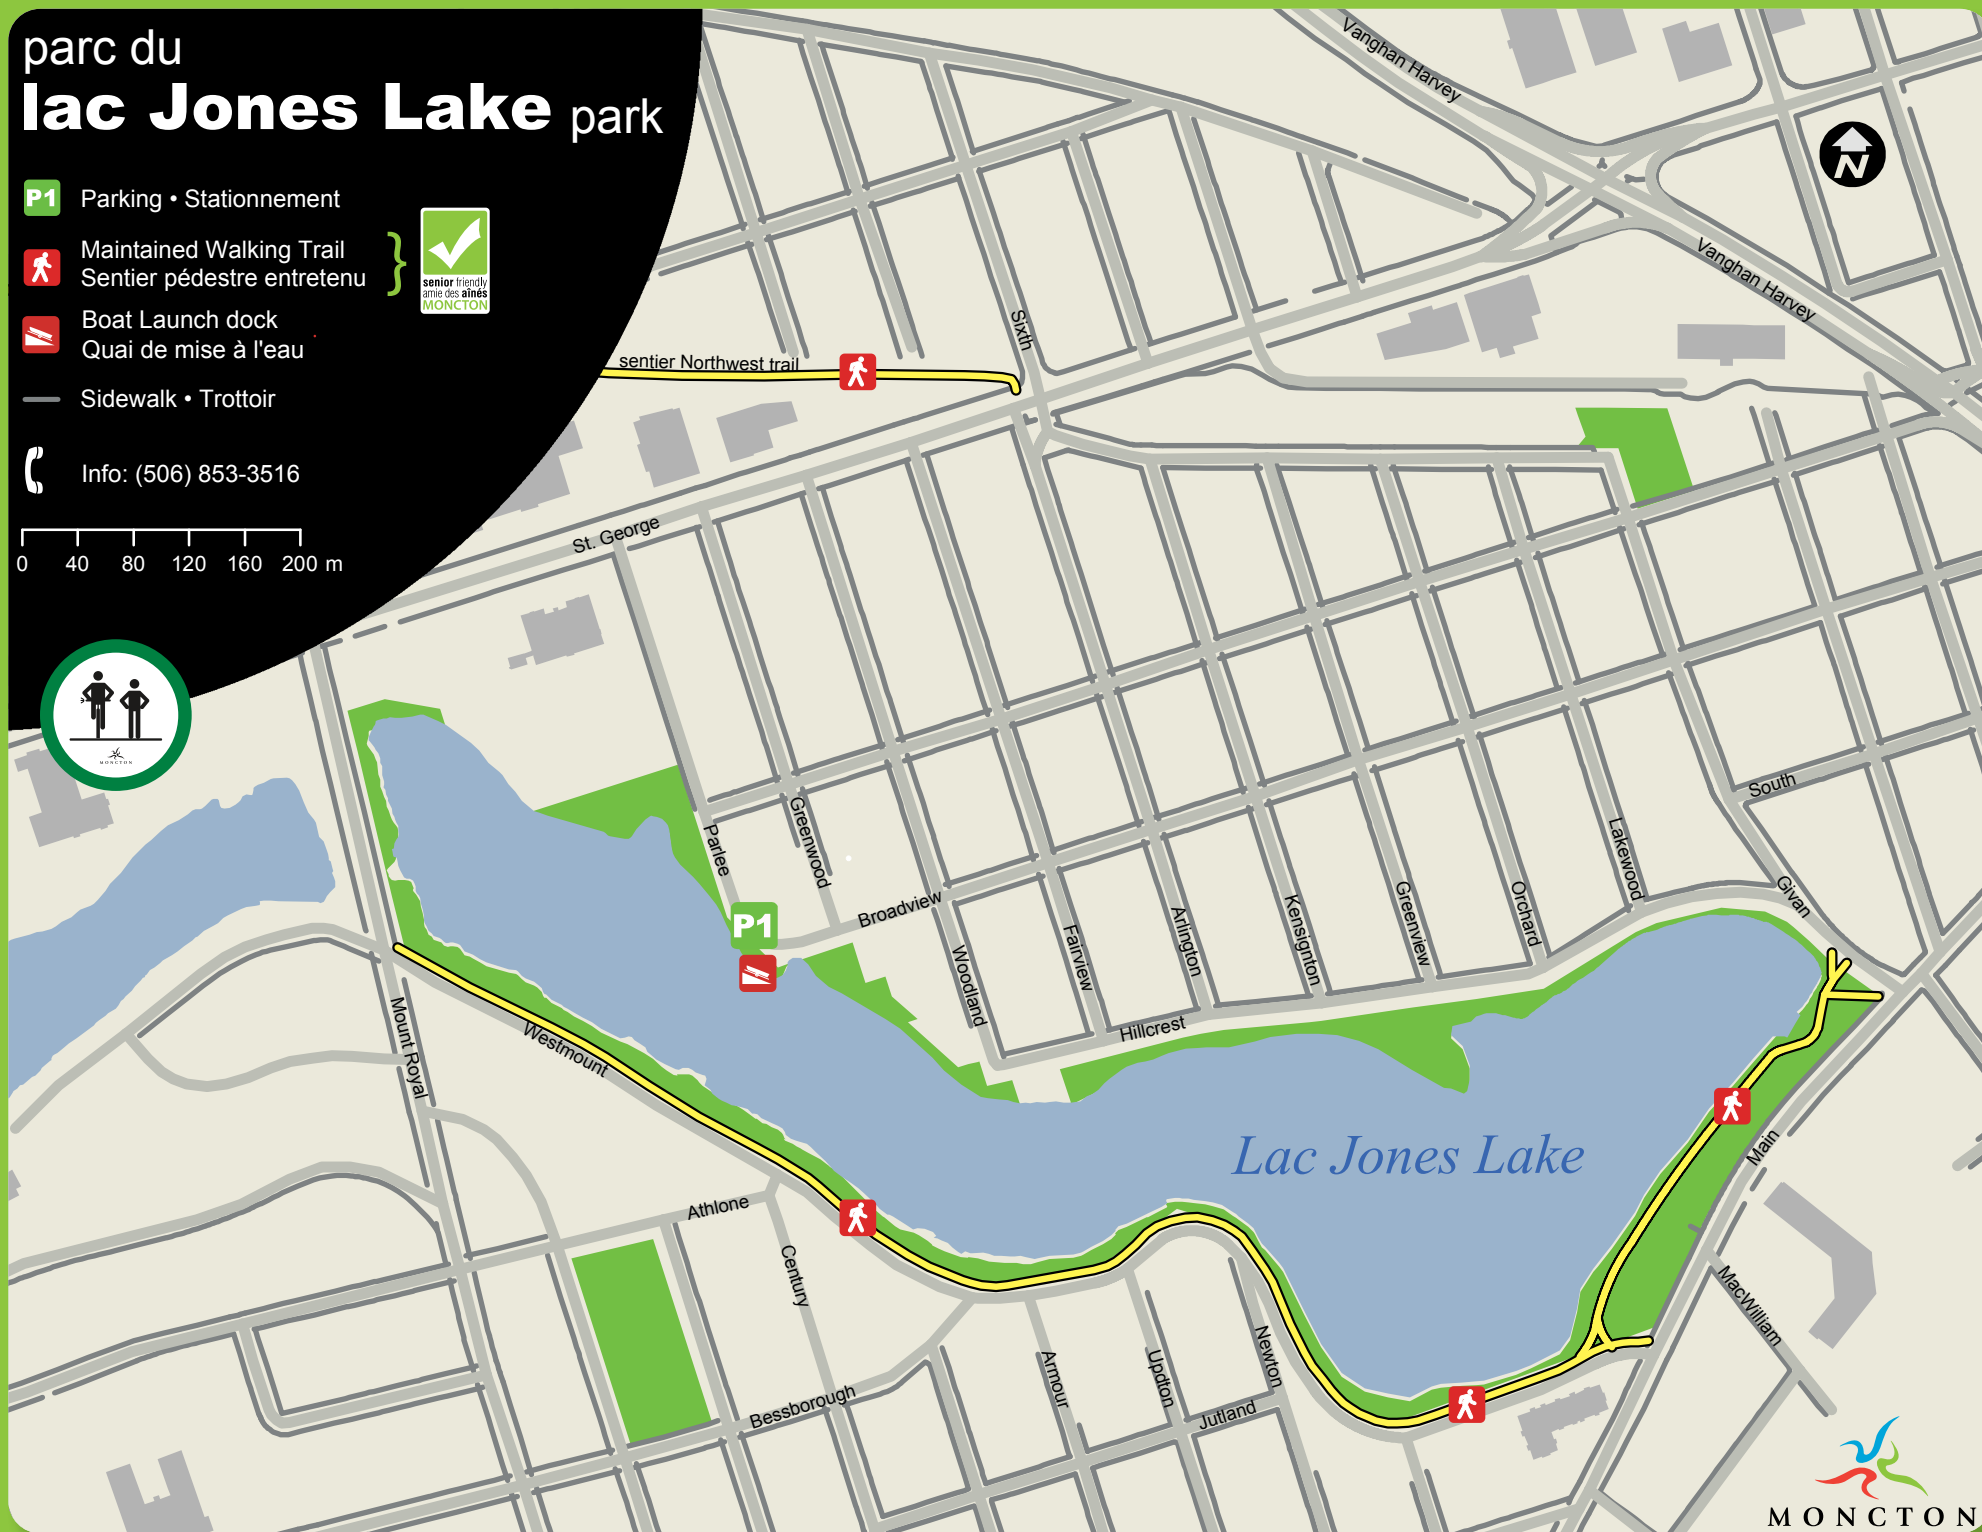 parc du
lac Jones Lake park
P1 Parking • Stationnement
Maintained Walking Trail
Sentier pédestre entretenu
senior friendly
amie des aînés
MONCTON
Boat Launch dock
Quai de mise à l'eau
Sidewalk • Trottoir
Info: (506) 853-3516
0 40 80 120 160 200 m
MONCTON
Vanghan Harvey
N
Vanghan Harvey
Sixth
sentier Northwest trail
St. George
South
Parlee
Greenwood
Lakewood
Givan
P1
Broadview
Woodland
Fairview
Arlington
Kensignton
Greenview
Orchard
Hillcrest
Mount Royal
Westmount
Lac Jones Lake
Main
Athlone
Century
MacWilliam
Armour
Updton
Newton
Bessborough
Jutland
MONCTON